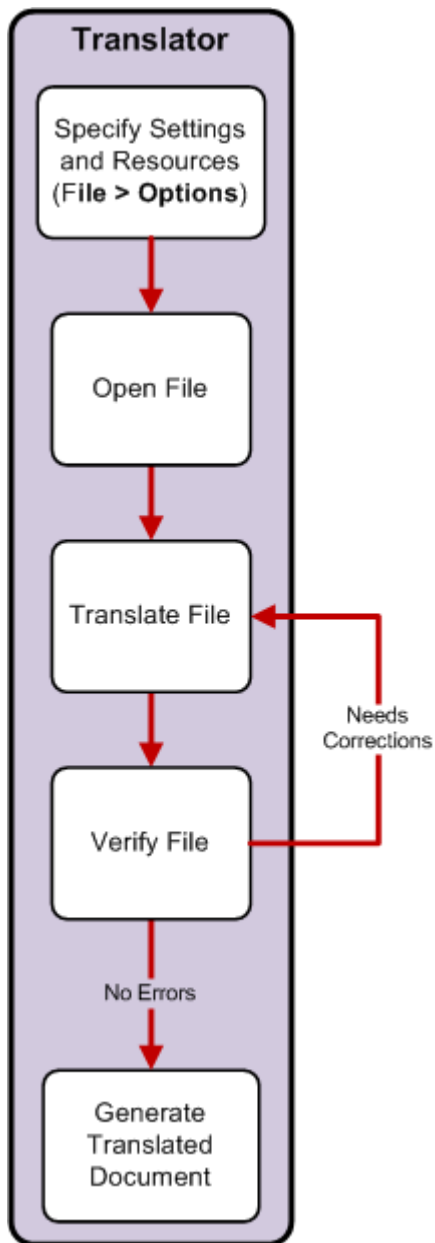 Translator
Specify Settings
and Resources
(File > Options)
Open File
Translate File
Needs
Corrections
Verify File
No Errors
Generate
Translated
Document